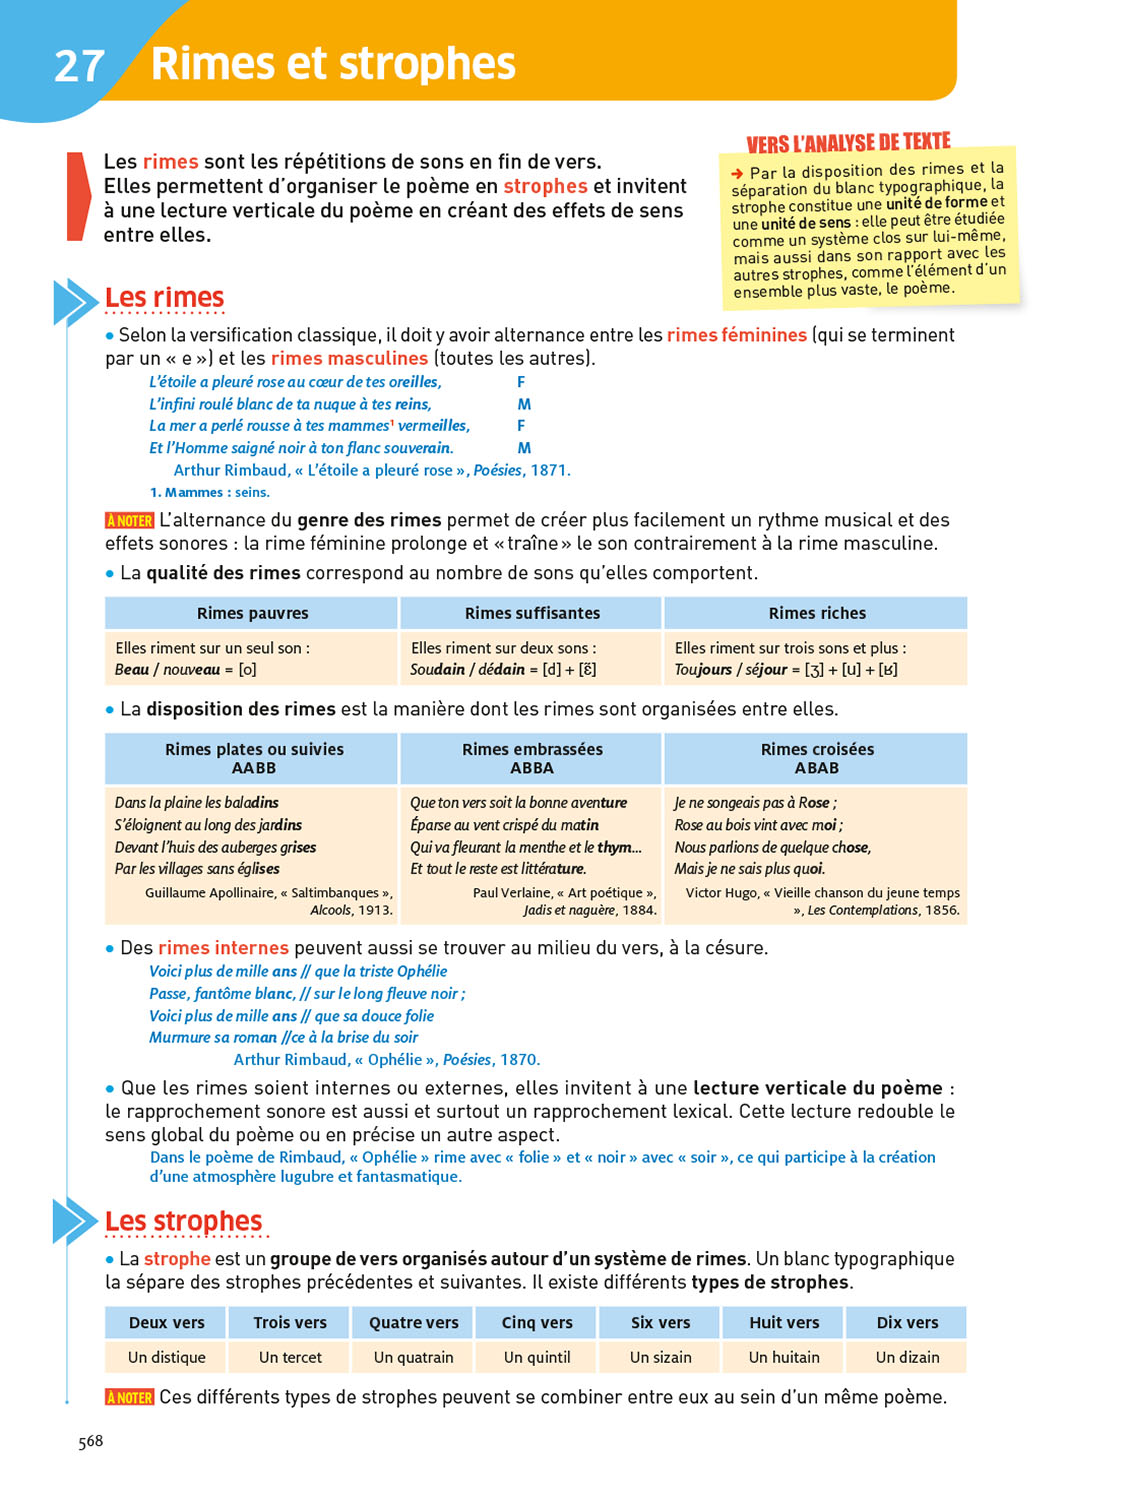 27 Rimes et strophes
Les rimes sont les répétitions de sons en fin de vers.
Elles permettent d’organiser le poème en strophes et invitent
à une lecture verticale du poème en créant des effets de sens
entre elles.
VERS L’ANALYSE DE TEXTE
➔ Par la disposition des rimes et la
séparation du blanc typographique, la
strophe constitue une unité de forme et
une unité de sens : elle peut être étudiée
comme un système clos sur lui-même,
mais aussi dans son rapport avec les
autres strophes, comme l’élément d’un
ensemble plus vaste, le poème.
Les rimes
• Selon la versification classique, il doit y avoir alternance entre les rimes féminines (qui se terminent
par un « e ») et les rimes masculines (toutes les autres).
L’étoile a pleuré rose au cœur de tes oreilles, F
L’infini roulé blanc de ta nuque à tes reins, M
La mer a perlé rousse à tes mammes¹ vermeilles, F
Et l’Homme saigné noir à ton flanc souverain. M
Arthur Rimbaud, « L’étoile a pleuré rose », Poésies, 1871.
1. Mammes : seins.
À NOTER L’alternance du genre des rimes permet de créer plus facilement un rythme musical et des
effets sonores : la rime féminine prolonge et « traîne » le son contrairement à la rime masculine.
• La qualité des rimes correspond au nombre de sons qu’elles comportent.
Rimes pauvres Rimes suffisantes Rimes riches
Elles riment sur un seul son : Elles riment sur deux sons : Elles riment sur trois sons et plus :
Beau / nouveau = [o] Soudain / dédain = [d] + [ɛ̃] Toujours / séjour = [ʒ] + [u] + [ʁ]
• La disposition des rimes est la manière dont les rimes sont organisées entre elles.
Rimes plates ou suivies Rimes embrassées Rimes croisées
AABB ABBA ABAB
Dans la plaine les baladins
S’éloignent au long des jardins
Devant l’huis des auberges grises
Par les villages sans églises
Guillaume Apollinaire, « Saltimbanques »,
Alcools, 1913.
Que ton vers soit la bonne aventure
Éparse au vent crispé du matin
Qui va fleurant la menthe et le thym…
Et tout le reste est littérature.
Paul Verlaine, « Art poétique »,
Jadis et naguère, 1884.
Je ne songeais pas à Rose ;
Rose au bois vint avec moi ;
Nous parlions de quelque chose,
Mais je ne sais plus quoi.
Victor Hugo, « Vieille chanson du jeune temps
», Les Contemplations, 1856.
• Des rimes internes peuvent aussi se trouver au milieu du vers, à la césure.
Voici plus de mille ans // que la triste Ophélie
Passe, fantôme blanc, // sur le long fleuve noir ;
Voici plus de mille ans // que sa douce folie
Murmure sa roman //ce à la brise du soir
Arthur Rimbaud, « Ophélie », Poésies, 1870.
• Que les rimes soient internes ou externes, elles invitent à une lecture verticale du poème :
le rapprochement sonore est aussi et surtout un rapprochement lexical. Cette lecture redouble le
sens global du poème ou en précise un autre aspect.
Dans le poème de Rimbaud, « Ophélie » rime avec « folie » et « noir » avec « soir », ce qui participe à la création
d’une atmosphère lugubre et fantasmatique.
Les strophes
• La strophe est un groupe de vers organisés autour d’un système de rimes. Un blanc typographique
la sépare des strophes précédentes et suivantes. Il existe différents types de strophes.
Deux vers Trois vers Quatre vers Cinq vers Six vers Huit vers Dix vers
Un distique Un tercet Un quatrain Un quintil Un sizain Un huitain Un dizain
À NOTER Ces différents types de strophes peuvent se combiner entre eux au sein d’un même poème.
568